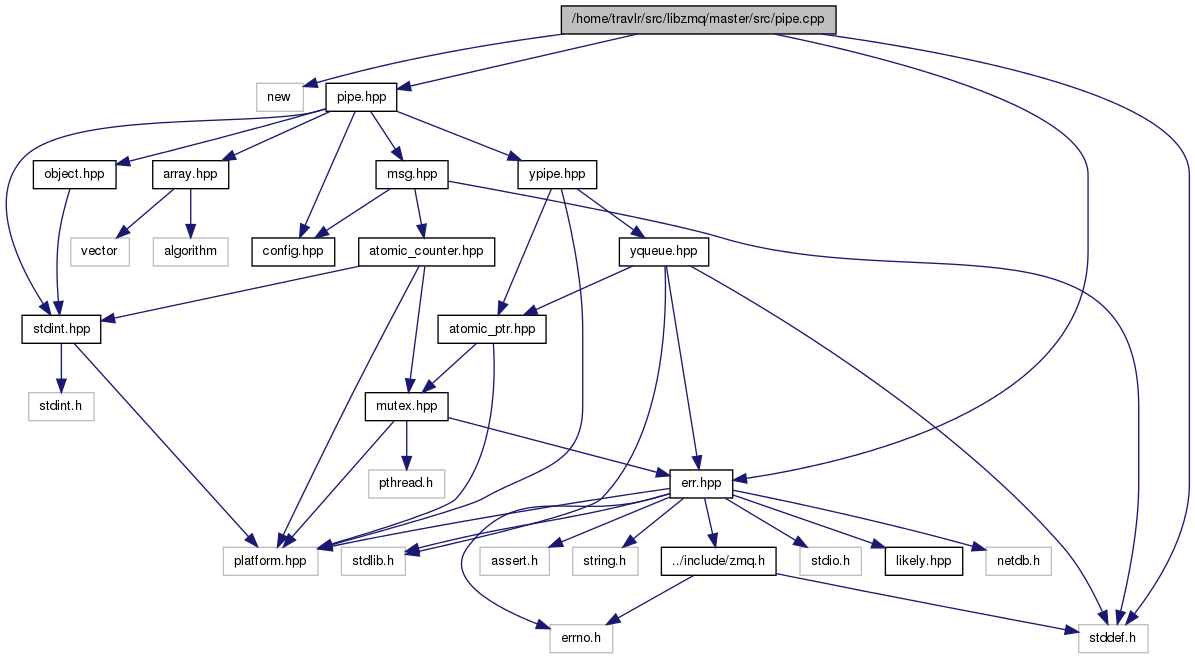 /home/travlr/src/libzmq/master/src/pipe.cpp
new
pipe.hpp
object.hpp
array.hpp
msg.hpp
ypipe.hpp
vector
algorithm
config.hpp
atomic_counter.hpp
yqueue.hpp
stdint.hpp
atomic_ptr.hpp
stdint.h
mutex.hpp
pthread.h
err.hpp
platform.hpp
stdlib.h
assert.h
string.h
../include/zmq.h
stdio.h
likely.hpp
netdb.h
errno.h
stddef.h